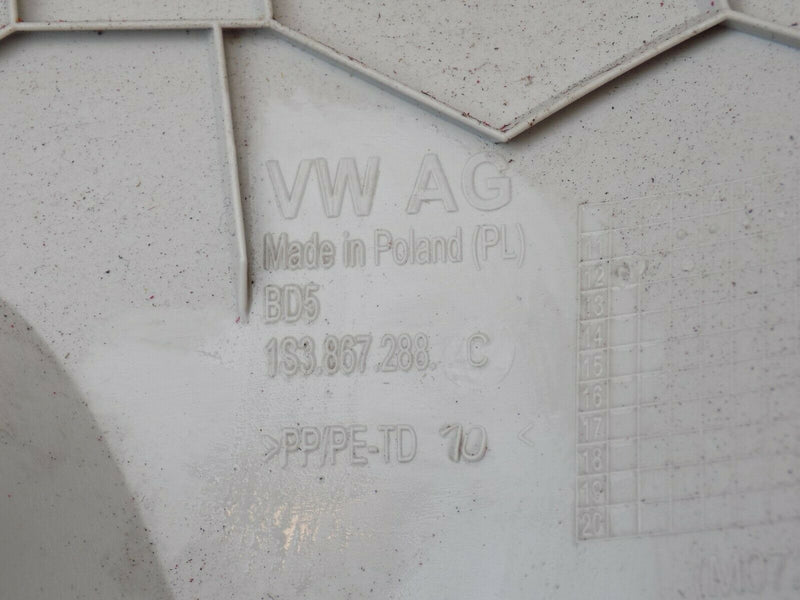 VW AG
Made in Poland (PL)
BD5
1S3.867.288. C
>PP/PE-TD 10 <
11
12
13
14
15
16
17
18
19
20